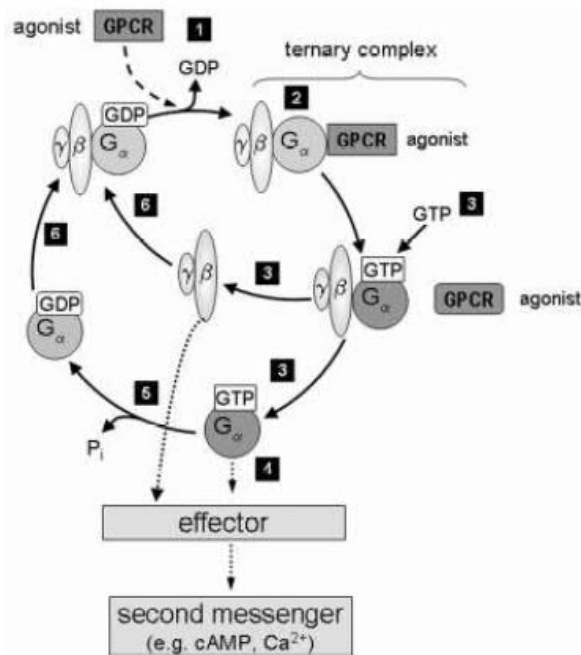 agonist GPCR 1
GDP
ternary complex
GDP
γ β Gα
2
γ β Gα GPCR agonist
6
6
GTP 3
GTP
γ β Gα
GPCR agonist
γ β
3
GDP
Gα
3
5
GTP
Gα
Pi
4
effector
second messenger
(e.g. cAMP, Ca²⁺)